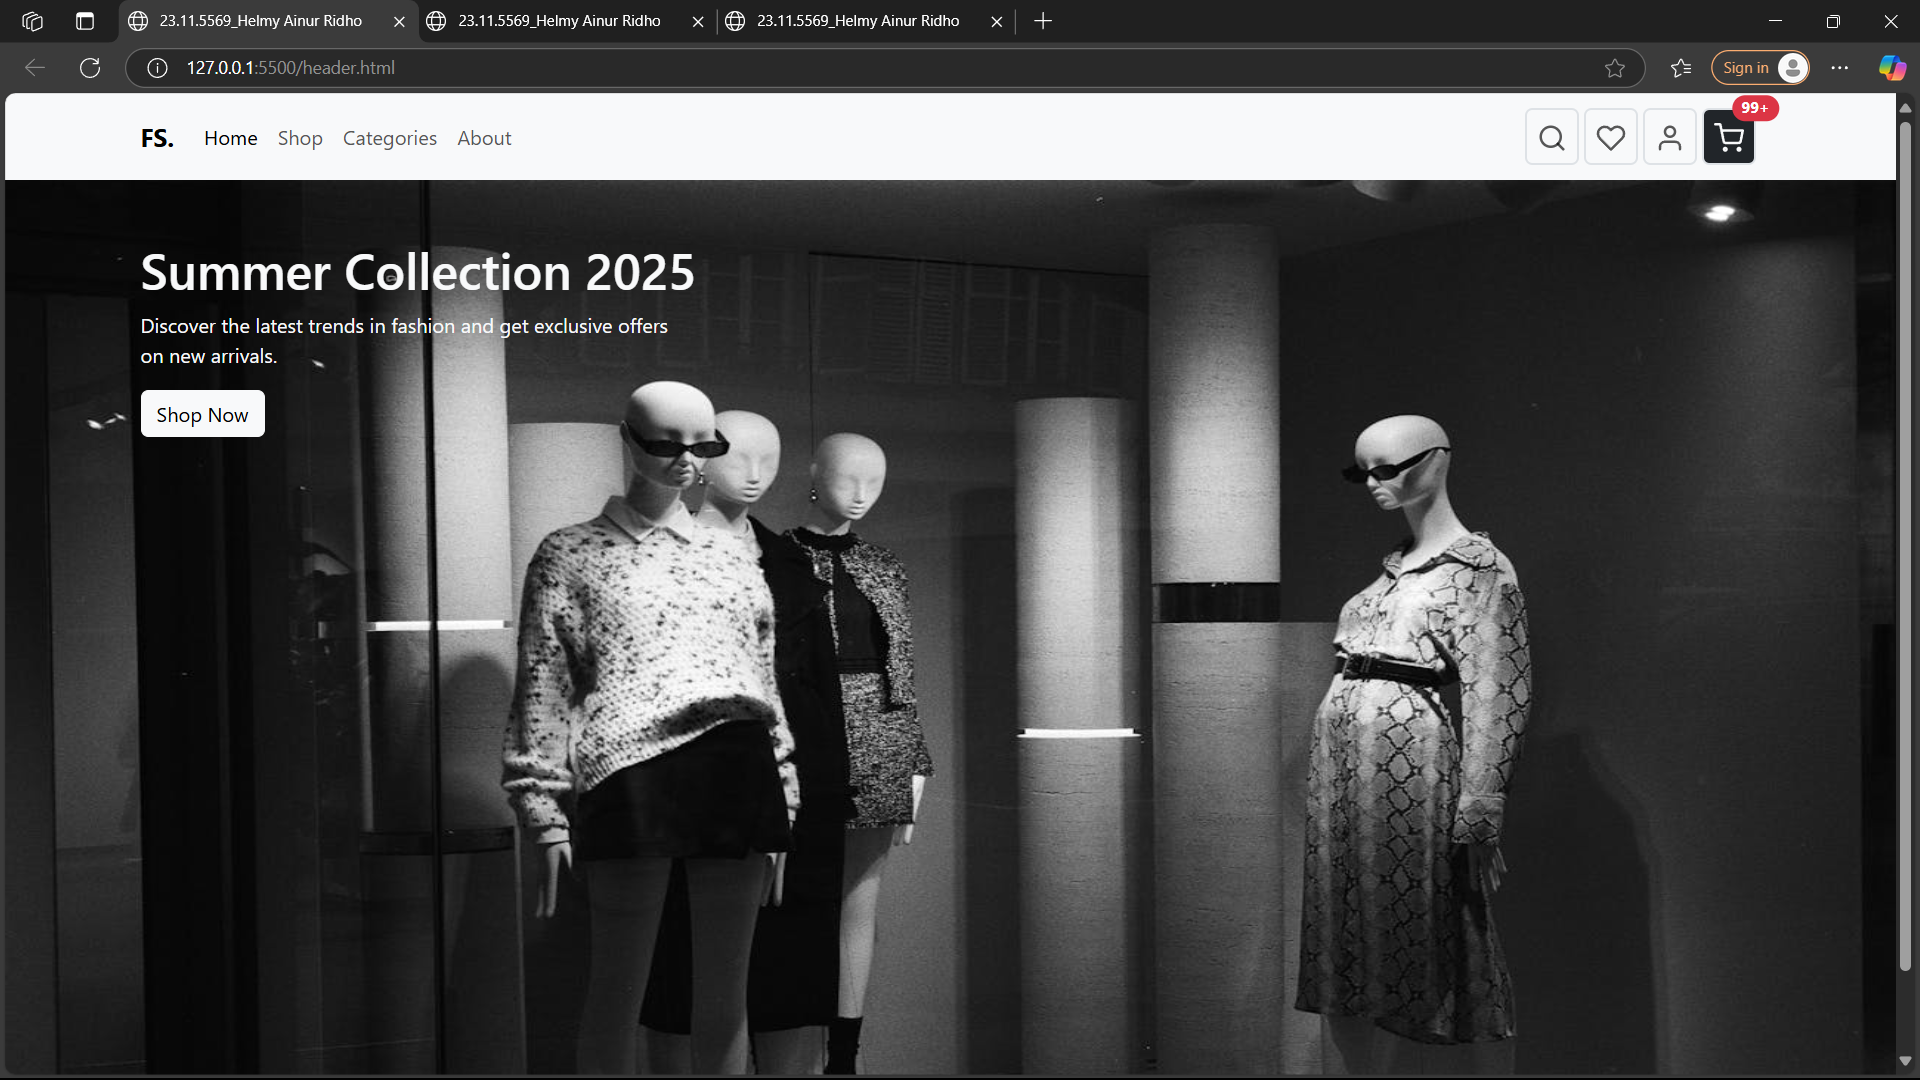 23.11.5569_Helmy Ainur Ridho
23.11.5569_Helmy Ainur Ridho
23.11.5569_Helmy Ainur Ridho
127.0.0.1:5500/header.html
Sign in
FS.
Home
Shop
Categories
About
99+
Summer Collection 2025
Discover the latest trends in fashion and get exclusive offers
on new arrivals.
Shop Now